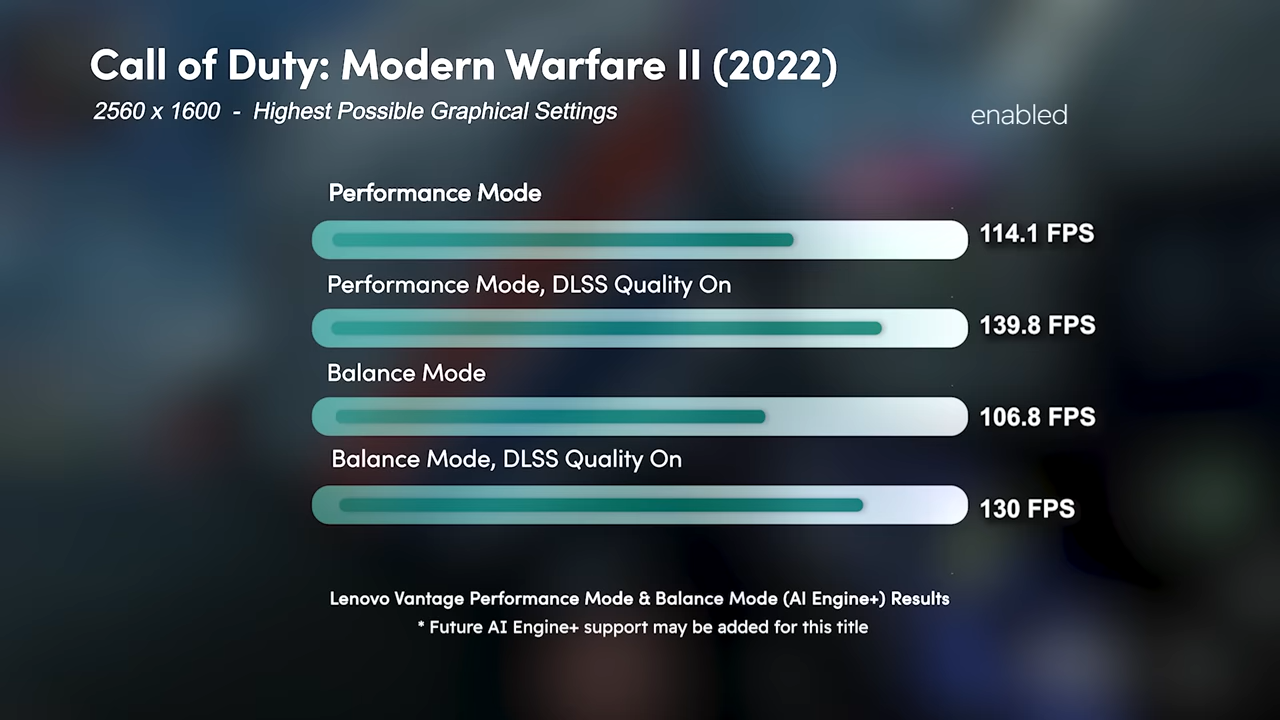 Call of Duty: Modern Warfare II (2022)
2560 x 1600 - Highest Possible Graphical Settings
enabled
Performance Mode
114.1 FPS
Performance Mode, DLSS Quality On
139.8 FPS
Balance Mode
106.8 FPS
Balance Mode, DLSS Quality On
130 FPS
Lenovo Vantage Performance Mode & Balance Mode (AI Engine+) Results
* Future AI Engine+ support may be added for this title